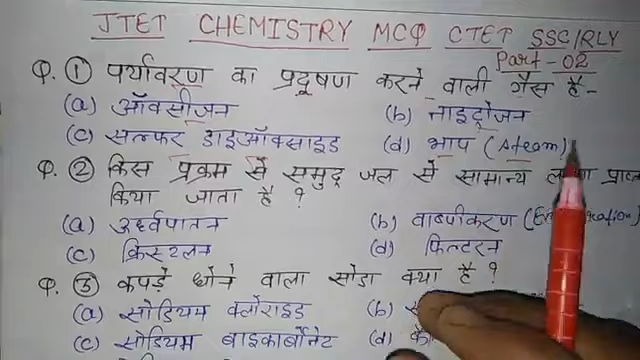 JTET CHEMISTRY MCQ CTET SSC/RLY
Part-02
Q. ① पर्यावरण का प्रदूषण करने वाली गैस है-
(a) ऑक्सीजन (b) नाइट्रोजन
(c) सल्फर डाइऑक्साइड (d) भाप (Steam)
Q. ② किस प्रक्रम से समुद्र जल से सामान्य
किया जाता है ?
(a) उर्ध्वपातन (b) वाष्पीकरण
(c) क्रिस्टलन (d) फिल्टरन
Q. ③ कपड़े धोने वाला सोडा क्या है ?
(a) सोडियम क्लोराइड (b)
(c) सोडियम बाइकार्बोनेट (d)